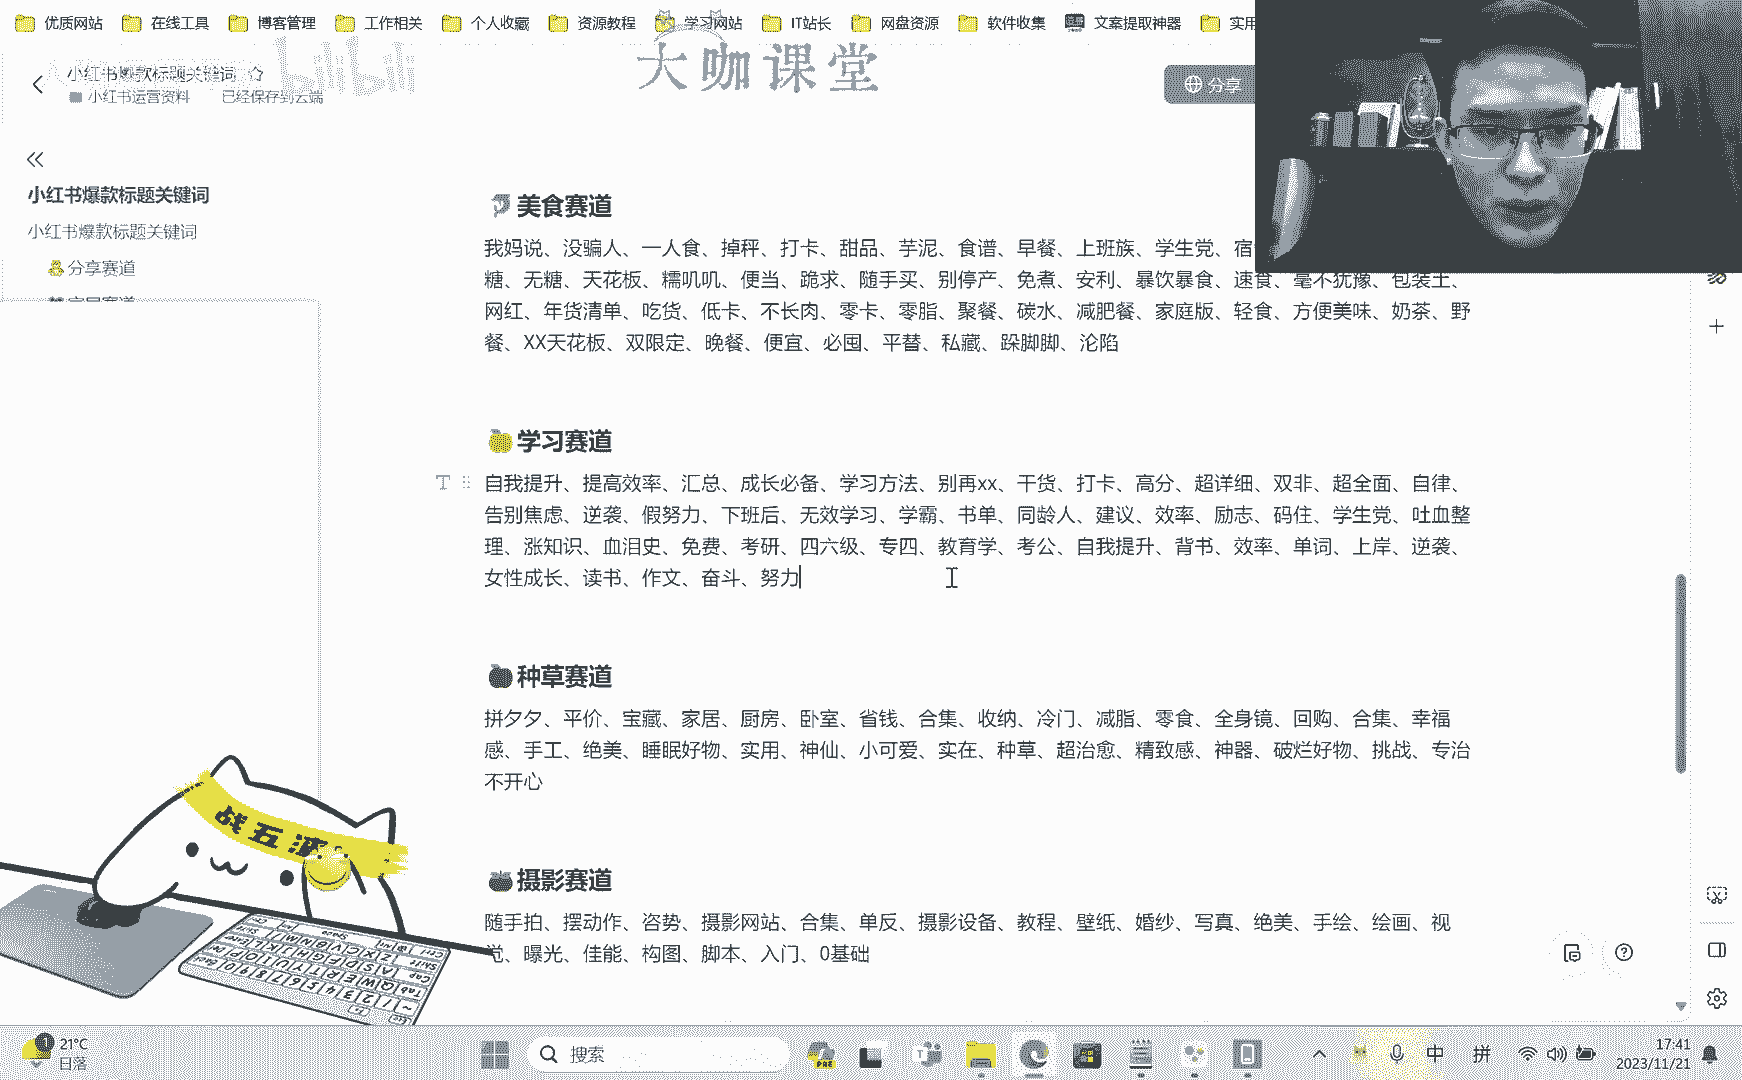 优质网站 在线工具 博客管理 工作相关 个人收藏 资源教程 学习网站 IT站长 网盘资源 软件收集 文案提取神器 实用
bilibili
大咖课堂
小红书爆款标题关键词
小红书运营资料 已经保存到云端
分享
小红书爆款标题关键词
小红书爆款标题关键词
分享赛道
美食赛道
我妈说、没骗人、一人食、掉秤、打卡、甜品、芋泥、食谱、早餐、上班族、学生党、宿
糖、无糖、天花板、糯叽叽、便当、跪求、随手买、别停产、免煮、安利、暴饮暴食、速食、毫不犹豫、包装土、
网红、年货清单、吃货、低卡、不长肉、零卡、零脂、聚餐、碳水、减肥餐、家庭版、轻食、方便美味、奶茶、野
餐、XX天花板、双限定、晚餐、便宜、必囤、平替、私藏、跺脚脚、沦陷
学习赛道
自我提升、提高效率、汇总、成长必备、学习方法、别再xx、干货、打卡、高分、超详细、双非、超全面、自律、
告别焦虑、逆袭、假努力、下班后、无效学习、学霸、书单、同龄人、建议、效率、励志、码住、学生党、吐血整
理、涨知识、血泪史、免费、考研、四六级、专四、教育学、考公、自我提升、背书、效率、单词、上岸、逆袭、
女性成长、读书、作文、奋斗、努力
种草赛道
拼夕夕、平价、宝藏、家居、厨房、卧室、省钱、合集、收纳、冷门、减脂、零食、全身镜、回购、合集、幸福
感、手工、绝美、睡眠好物、实用、神仙、小可爱、实在、种草、超治愈、精致感、神器、破烂好物、挑战、专治
不开心
摄影赛道
随手拍、摆动作、咨势、摄影网站、合集、单反、摄影设备、教程、壁纸、婚纱、写真、绝美、手绘、绘画、视
觉、曝光、佳能、构图、脚本、入门、0基础
战五渣
21°C
日落
搜索
中 拼
17:41
2023/11/21